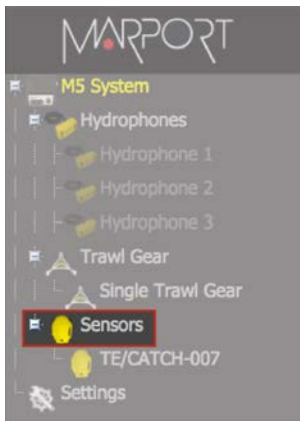 MARPORT
M5 System
Hydrophones
Hydrophone 1
Hydrophone 2
Hydrophone 3
Trawl Gear
Single Trawl Gear
Sensors
TE/CATCH-007
Settings